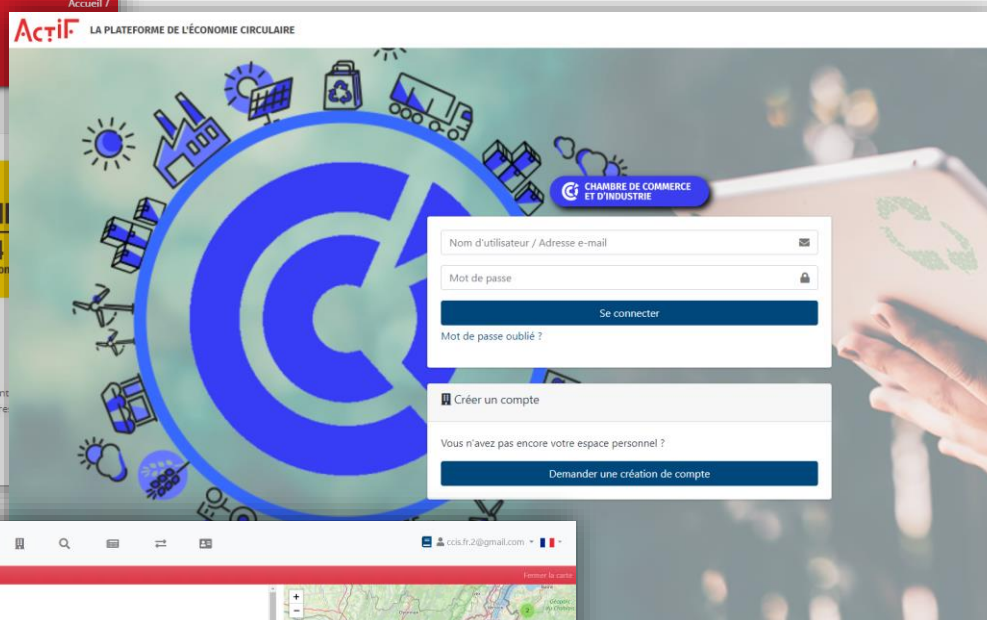 Accueil /
ACTIF LA PLATEFORME DE L'ÉCONOMIE CIRCULAIRE
CHAMBRE DE COMMERCE
ET D'INDUSTRIE
Nom d'utilisateur / Adresse e-mail
Mot de passe
Se connecter
Mot de passe oublié ?
Créer un compte
Vous n'avez pas encore votre espace personnel ?
Demander une création de compte
ccis.fr.2@gmail.com
Fermer la carte
+
−
2